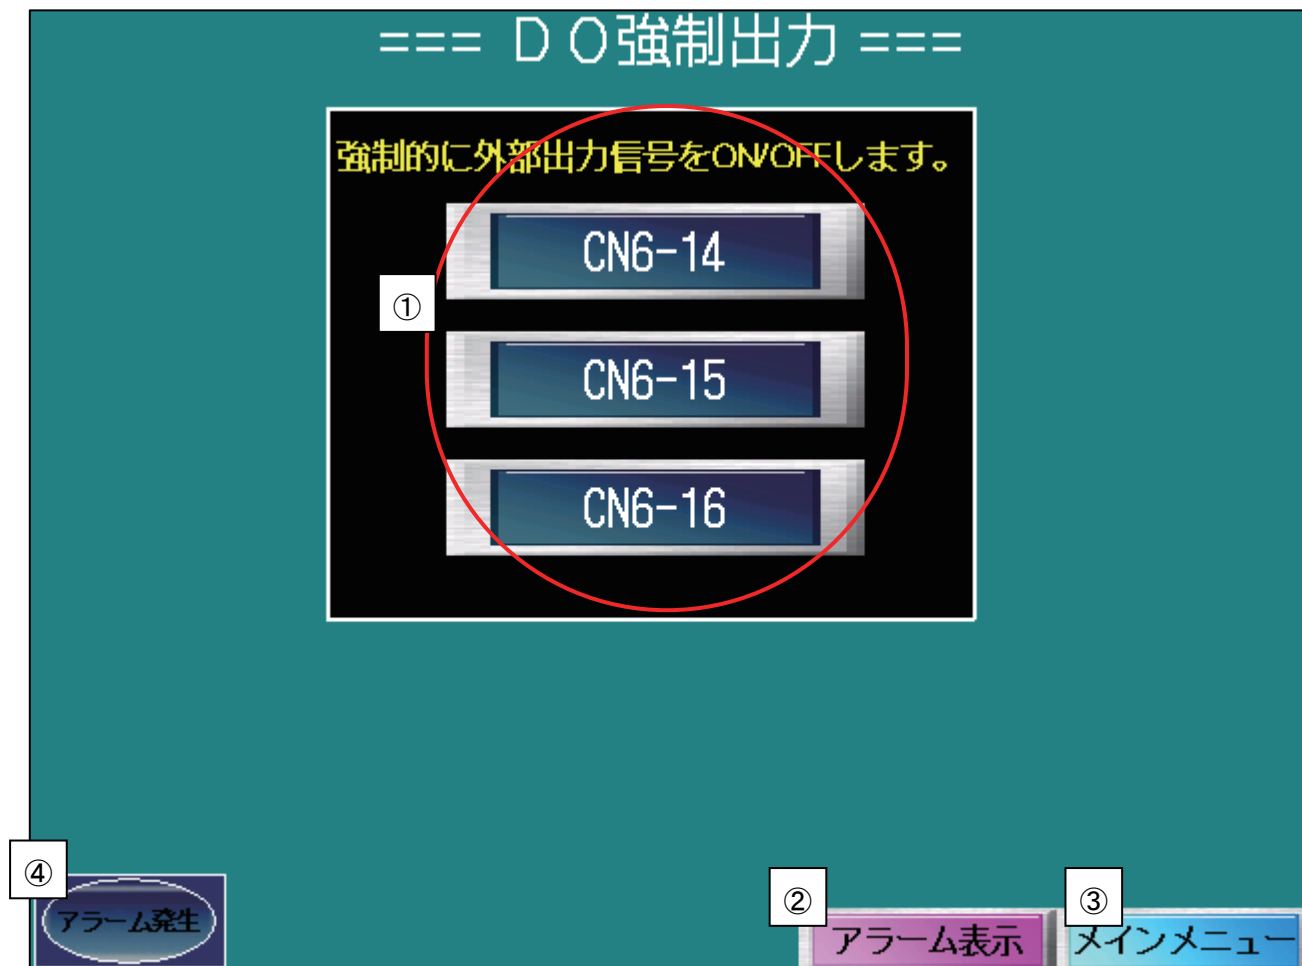 === ＤＯ強制出力 ===
強制的に外部出力信号をON/OFFします。
CN6-14
①
CN6-15
CN6-16
④
アラーム発生
②
アラーム表示
③
メインメニュー